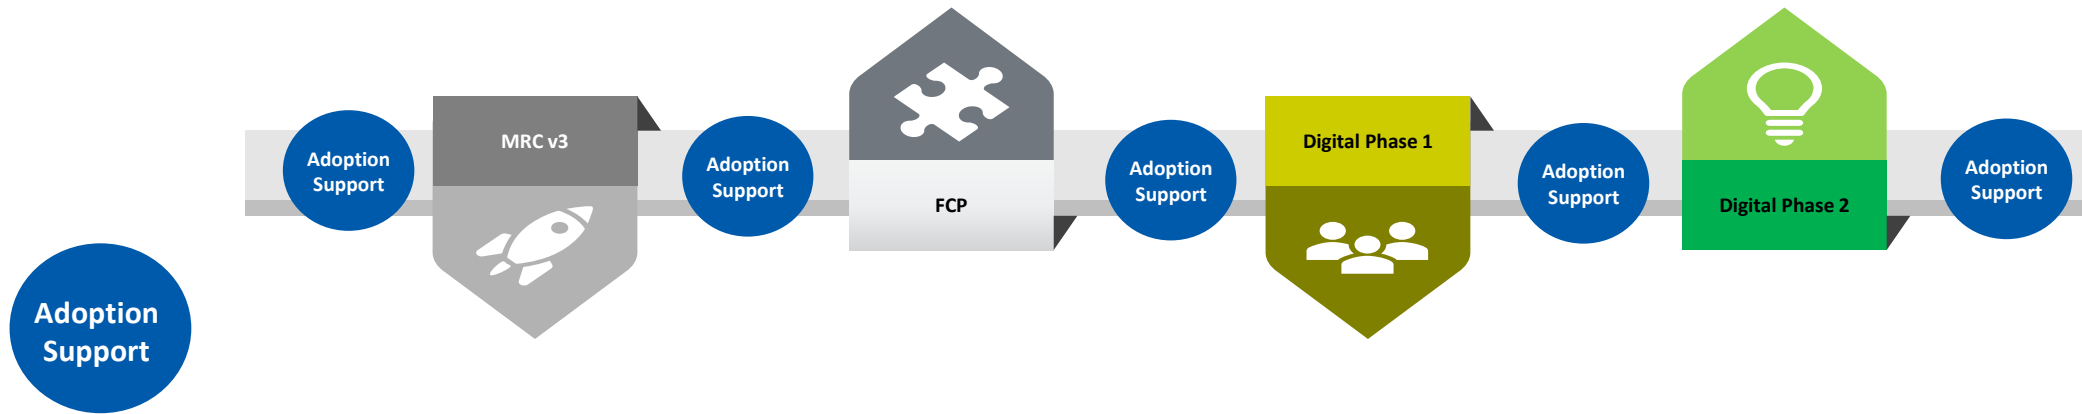 Adoption
Support
MRC v3
Adoption
Support
FCP
Adoption
Support
Digital Phase 1
Adoption
Support
Digital Phase 2
Adoption
Support
Adoption
Support